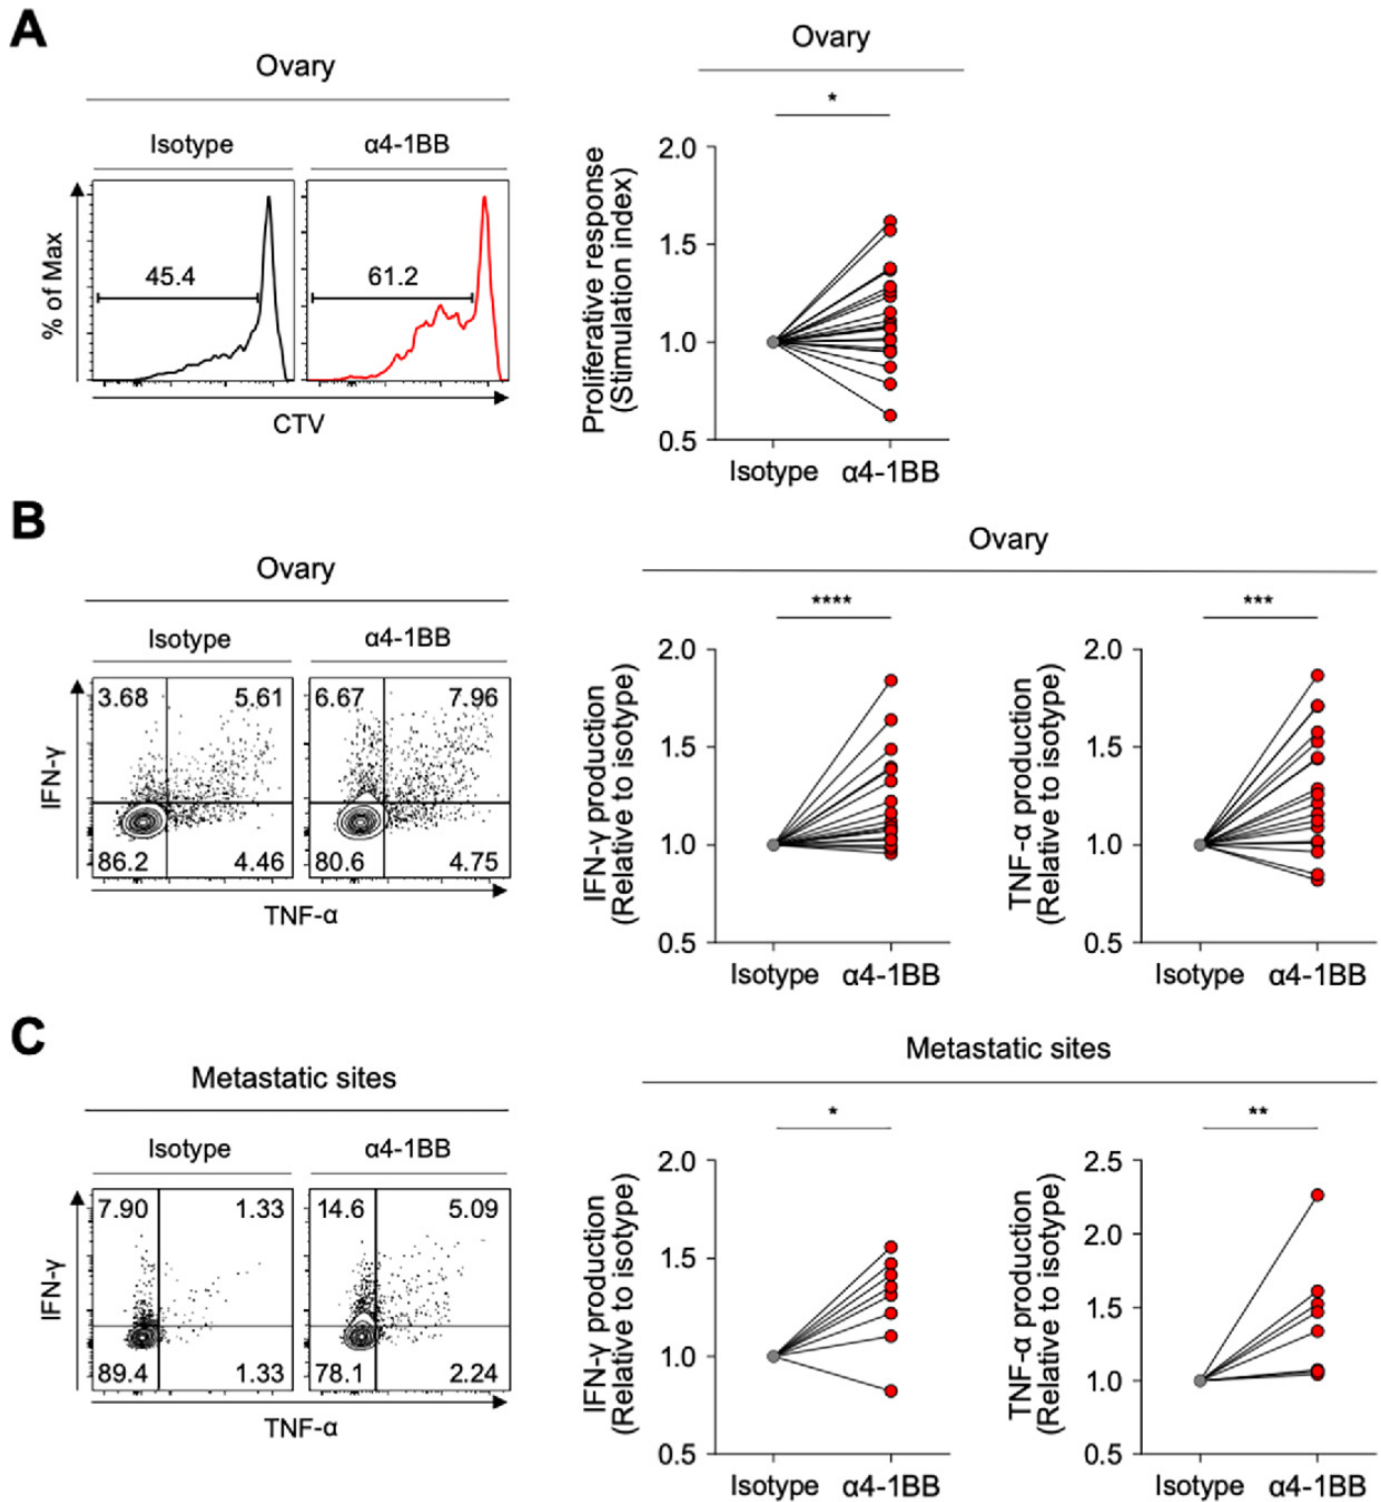 A
Ovary
Isotype
α4-1BB
% of Max
45.4
61.2
CTV
Ovary
*
Proliferative response
(Stimulation index)
2.0
1.5
1.0
0.5
Isotype
α4-1BB
B
Ovary
Isotype
α4-1BB
IFN-γ
3.68
5.61
86.2
4.46
6.67
7.96
80.6
4.75
TNF-α
Ovary
****
IFN-γ production
(Relative to isotype)
2.0
1.5
1.0
0.5
Isotype
α4-1BB
***
TNF-α production
(Relative to isotype)
2.0
1.5
1.0
0.5
Isotype
α4-1BB
C
Metastatic sites
Isotype
α4-1BB
IFN-γ
7.90
1.33
89.4
1.33
14.6
5.09
78.1
2.24
TNF-α
Metastatic sites
*
IFN-γ production
(Relative to isotype)
2.0
1.5
1.0
0.5
Isotype
α4-1BB
**
TNF-α production
(Relative to isotype)
2.5
2.0
1.5
1.0
0.5
Isotype
α4-1BB